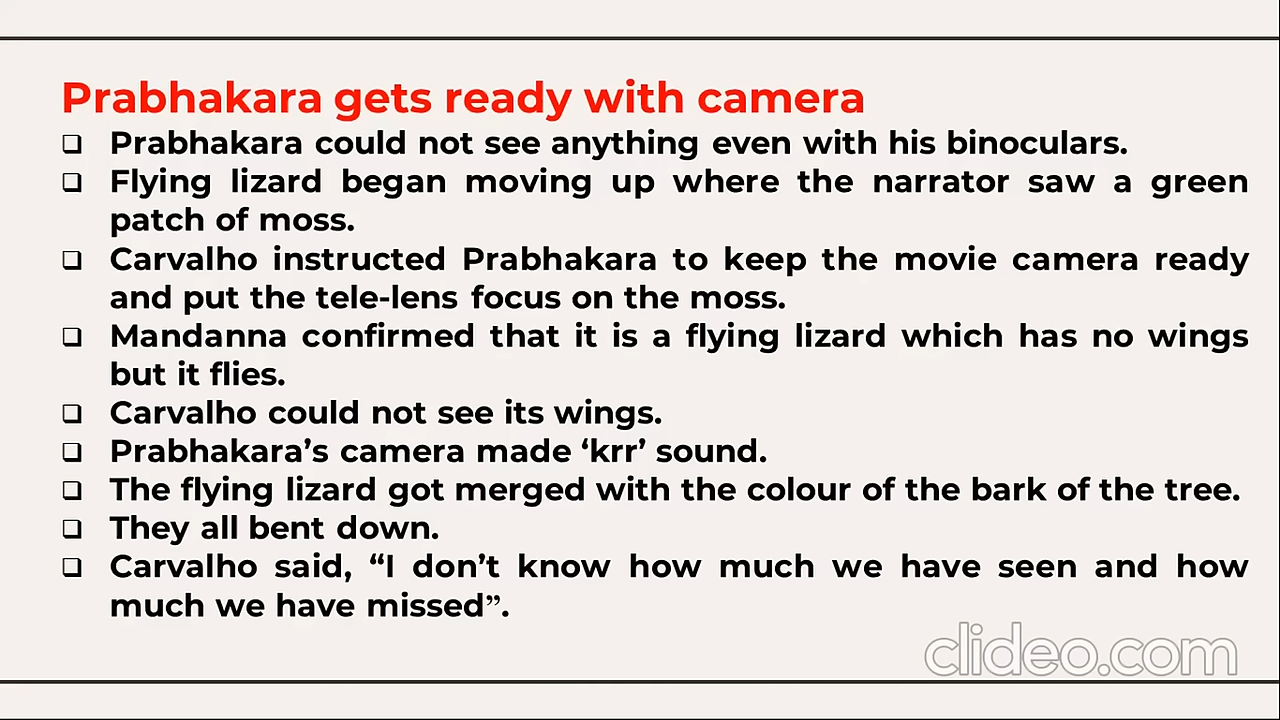 Prabhakara gets ready with camera
❑ Prabhakara could not see anything even with his binoculars.
❑ Flying lizard began moving up where the narrator saw a green
patch of moss.
❑ Carvalho instructed Prabhakara to keep the movie camera ready
and put the tele-lens focus on the moss.
❑ Mandanna confirmed that it is a flying lizard which has no wings
but it flies.
❑ Carvalho could not see its wings.
❑ Prabhakara’s camera made ‘krr’ sound.
❑ The flying lizard got merged with the colour of the bark of the tree.
❑ They all bent down.
❑ Carvalho said, “I don’t know how much we have seen and how
much we have missed”.
clideo.com